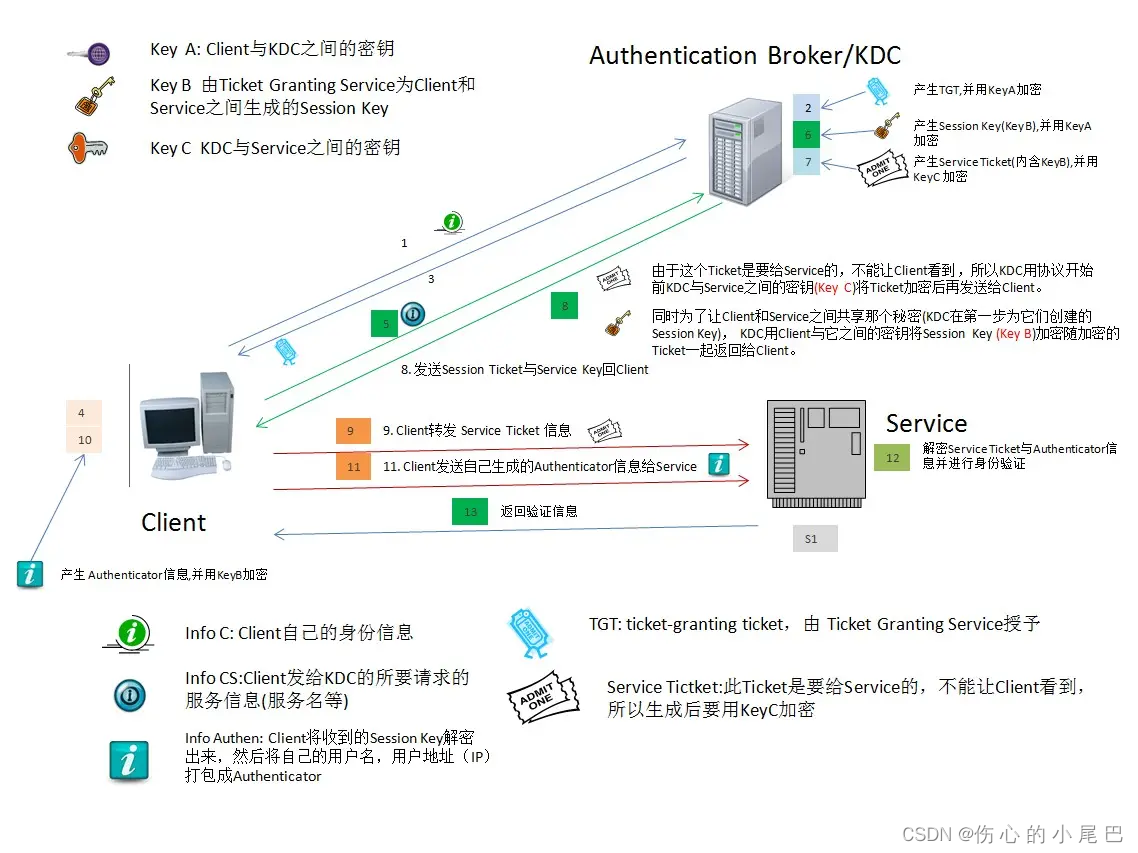 Key A: Client与KDC之间的密钥
Key B 由Ticket Granting Service为Client和
Service之间生成的Session Key
Key C KDC与Service之间的密钥
Authentication Broker/KDC
2
产生TGT,并用KeyA加密
6
产生Session Key(Key B),并用KeyA
加密
7
产生Service Ticket(内含KeyB),并用
KeyC 加密
ADMIT ONE
1
3
5
8
ADMIT ONE
由于这个Ticket是要给Service的，不能让Client看到，所以KDC用协议开始
前KDC与Service之间的密钥(Key C)将Ticket加密后再发送给Client。
同时为了让Client和Service之间共享那个秘密(KDC在第一步为它们创建的
Session Key)， KDC用Client与它之间的密钥将Session Key (Key B)加密随加密的
Ticket一起返回给Client。
8. 发送Session Ticket与Service Key回Client
4
10
9
9. Client转发 Service Ticket 信息
ADMIT ONE
11
11. Client发送自己生成的Authenticator信息给Service
Service
12
解密Service Ticket与Authenticator信
息并进行身份验证
13
返回验证信息
S1
Client
产生 Authenticator信息,并用KeyB加密
Info C: Client自己的身份信息
TGT: ticket-granting ticket，由 Ticket Granting Service授予
Info CS:Client发给KDC的所要请求的
服务信息(服务名等)
ADMIT ONE
Service Tictket:此Ticket是要给Service的，不能让Client看到，
所以生成后要用KeyC加密
Info Authen: Client将收到的Session Key解密
出来，然后将自己的用户名，用户地址（IP）
打包成Authenticator
CSDN @伤心的小尾巴